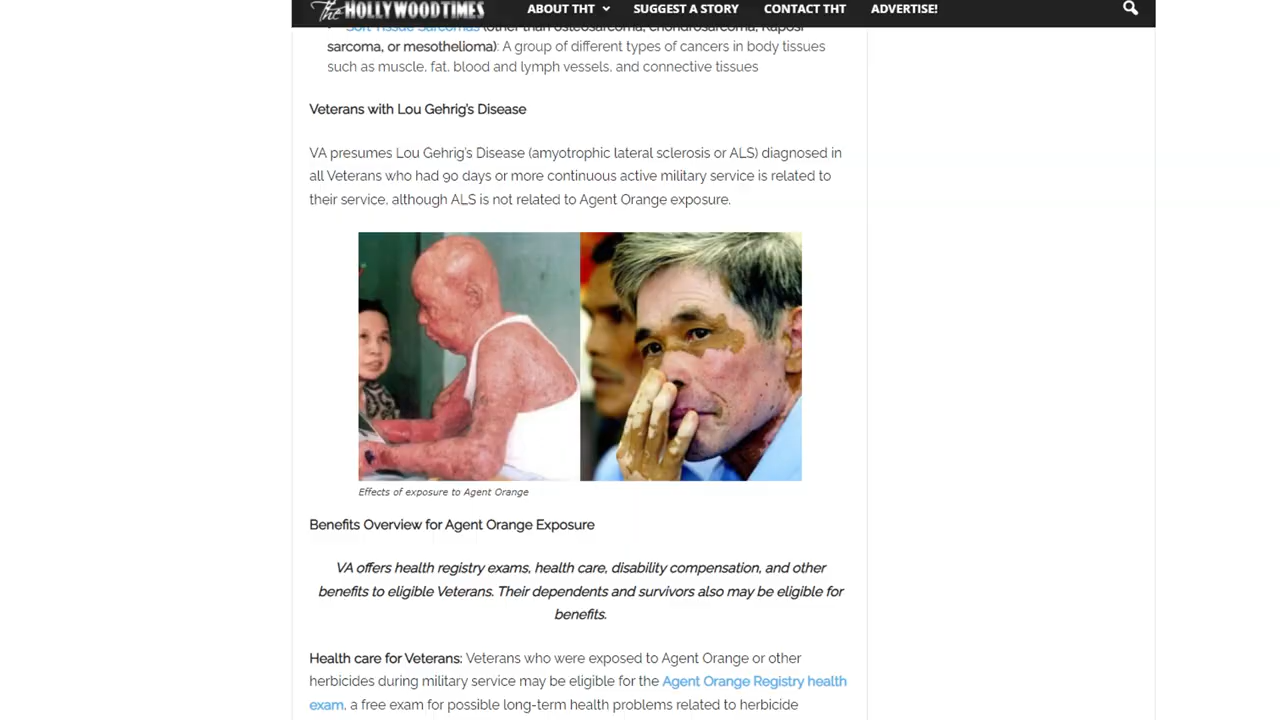 The HOLLYWOODTIMES
ABOUT THT
SUGGEST A STORY
CONTACT THT
ADVERTISE!
Soft Tissue Sarcomas (other than osteosarcoma, chondrosarcoma, Kaposi
sarcoma, or mesothelioma): A group of different types of cancers in body tissues
such as muscle, fat, blood and lymph vessels, and connective tissues
Veterans with Lou Gehrig's Disease
VA presumes Lou Gehrig's Disease (amyotrophic lateral sclerosis or ALS) diagnosed in
all Veterans who had 90 days or more continuous active military service is related to
their service, although ALS is not related to Agent Orange exposure.
Effects of exposure to Agent Orange
Benefits Overview for Agent Orange Exposure
VA offers health registry exams, health care, disability compensation, and other
benefits to eligible Veterans. Their dependents and survivors also may be eligible for
benefits.
Health care for Veterans: Veterans who were exposed to Agent Orange or other
herbicides during military service may be eligible for the Agent Orange Registry health
exam, a free exam for possible long-term health problems related to herbicide